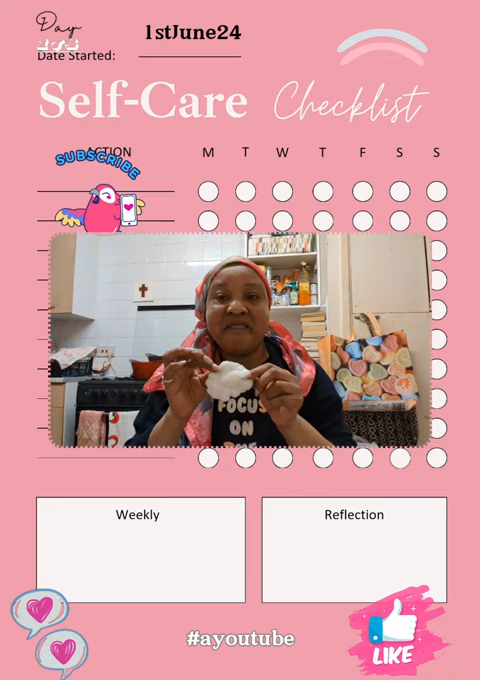 Day
Date Started:
1stJune24
Self-Care Checklist
ACTION M T W T F S S
SUBSCRIBE
FOCUS
ON
Weekly
Reflection
#ayoutube
LIKE